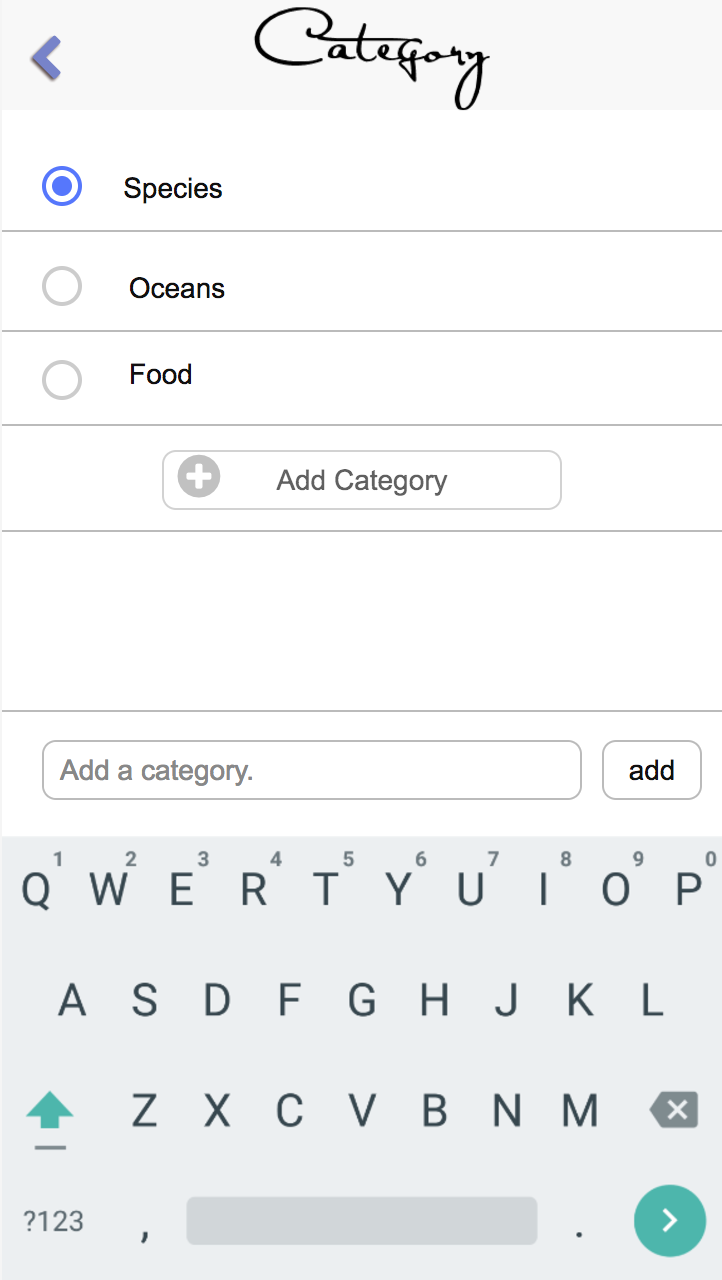 Category
Species
Oceans
Food
Add Category
Add a category. add
1 2 3 4 5 6 7 8 9 0
Q W E R T Y U I O P
A S D F G H J K L
Z X C V B N M
?123 , .